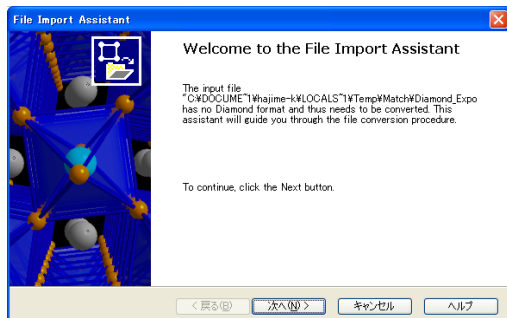 File Import Assistant
Welcome to the File Import Assistant
The input file
"C:¥DOCUME~1¥hajime-k¥LOCALS~1¥Temp¥Match¥Diamond_Expo
has no Diamond format and thus needs to be converted. This
assistant will guide you through the file conversion procedure.
To continue, click the Next button.
< 戻る(B) 次へ(N) > キャンセル ヘルプ